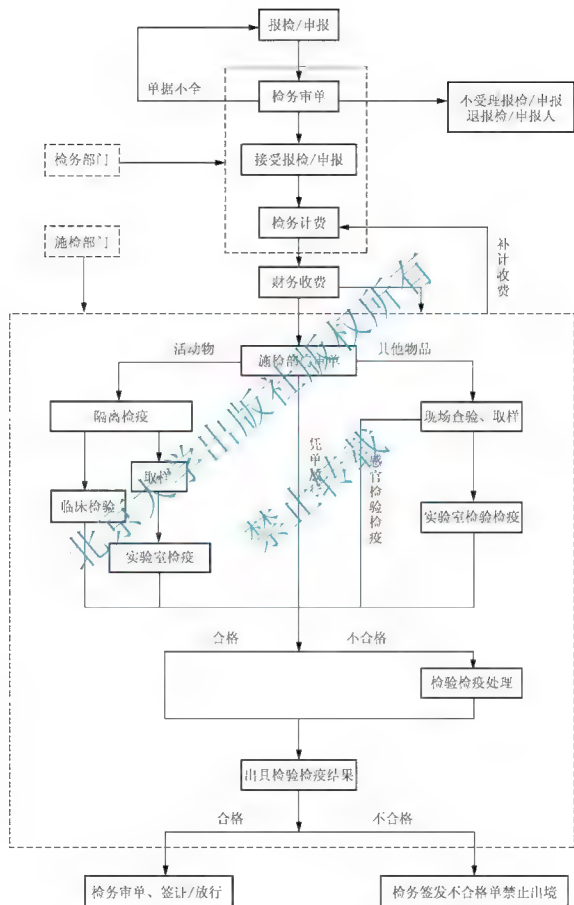 报检/申报
单据不全
检务审单
不受理报检/申报
退报检/申报人
检务部门
接受报检/申报
检务计费
施检部门
补计收费
财务收费
活动物
施检部门审单
其他物品
隔离检疫
现场查验、取样
凭单
感官检验检疫
取样
临床检验
实验室检验检疫
实验室检疫
合格
不合格
检验检疫处理
出具检验检疫结果
合格
不合格
检务审单、签证/放行
检务签发不合格单禁止出境
北京大学出版社版权所有
禁止转载